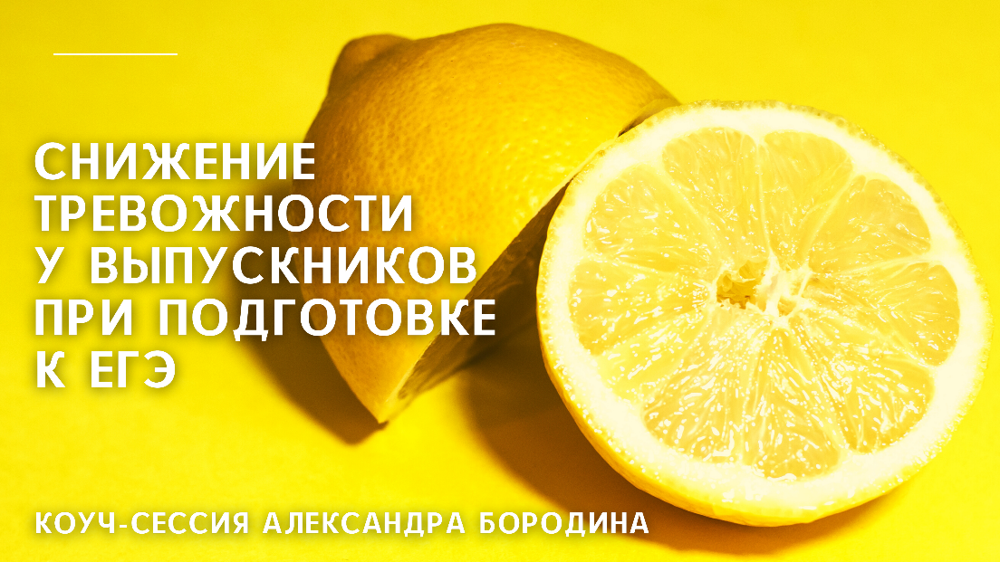 СНИЖЕНИЕ
ТРЕВОЖНОСТИ
У ВЫПУСКНИКОВ
ПРИ ПОДГОТОВКЕ
К ЕГЭ
КОУЧ-СЕССИЯ АЛЕКСАНДРА БОРОДИНА